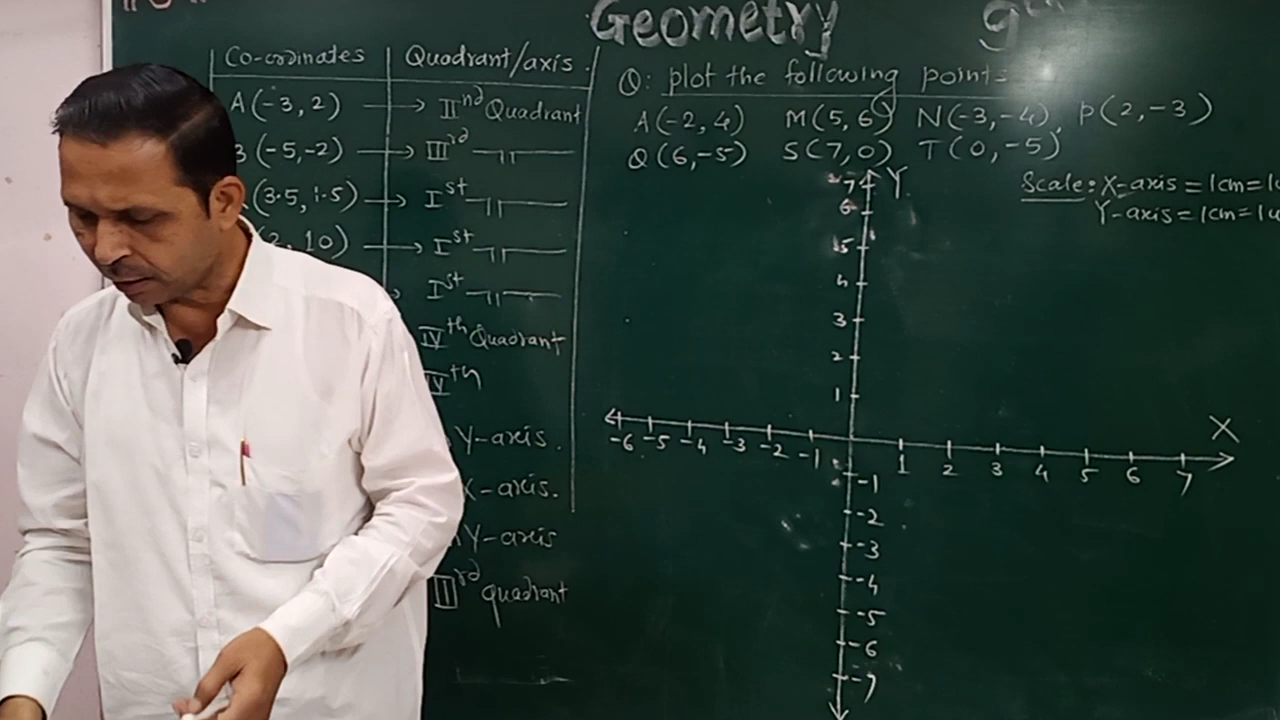 Geometry 9th
Co-ordinates Quadrant/axis.
A(-3, 2) → IInd Quadrant
B(-5, -2) → IIIrd
(3.5, 1.5) → Ist
(2, 10) → Ist
Ist
IVth Quadrant
IVth
Y-axis.
X-axis.
Y-axis
IIIrd quadrant
Q: plot the following points
A(-2, 4) M(5, 6) N(-3, -4), P(2, -3)
Q(6, -5) S(7, 0) T(0, -5)
Scale: X-axis = 1cm = 1
Y-axis = 1cm = 1
Y
7
6
5
4
3
2
1
X
-6 -5 -4 -3 -2 -1 1 2 3 4 5 6 7
-1
-2
-3
-4
-5
-6
-7